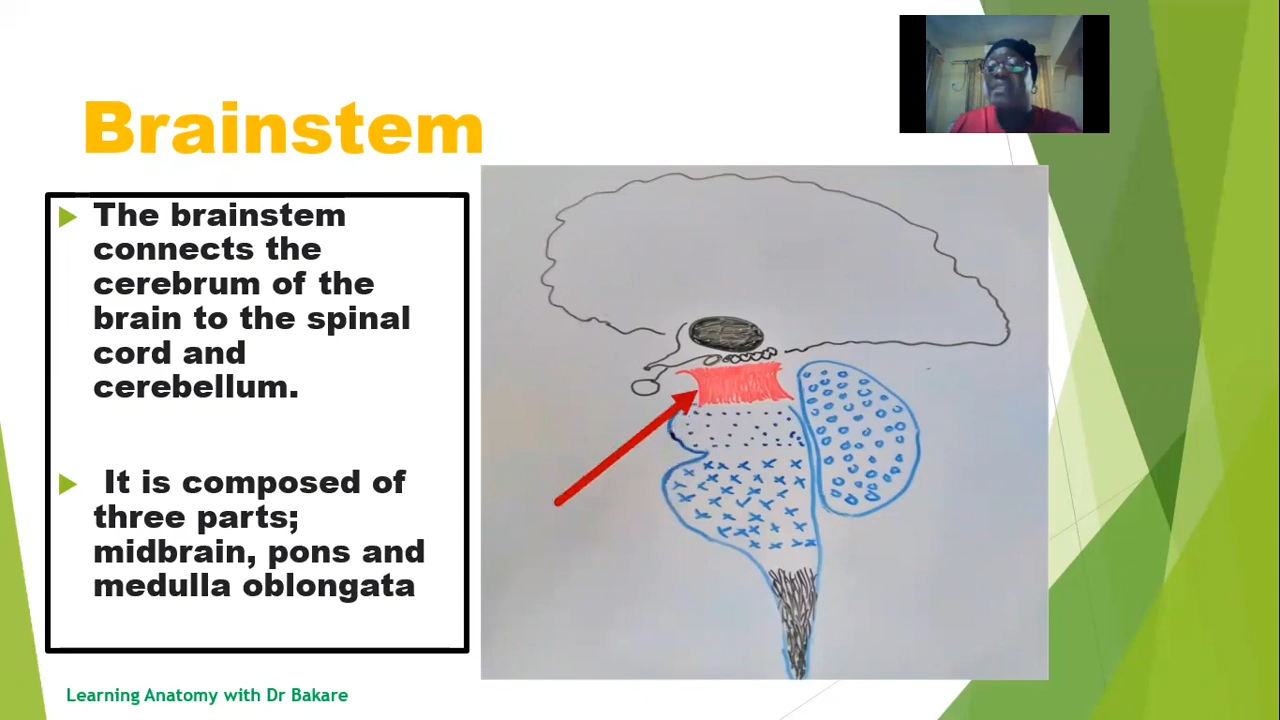 Brainstem
The brainstem
connects the
cerebrum of the
brain to the spinal
cord and
cerebellum.
It is composed of
three parts;
midbrain, pons and
medulla oblongata
Learning Anatomy with Dr Bakare